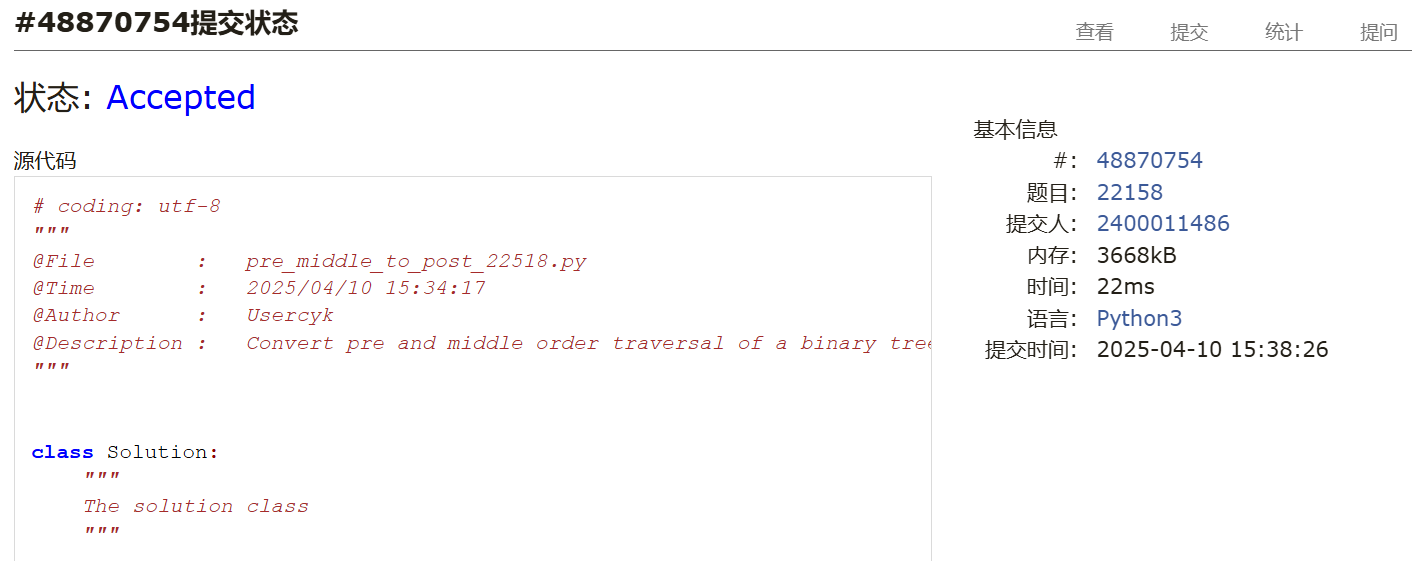 #48870754提交状态
查看 提交 统计 提问
状态: Accepted
源代码
# coding: utf-8
"""
@File        :   pre_middle_to_post_22518.py
@Time        :   2025/04/10 15:34:17
@Author      :   Usercyk
@Description :   Convert pre and middle order traversal of a binary tree
"""
class Solution:
    """
    The solution class
    """
基本信息
#: 48870754
题目: 22158
提交人: 2400011486
内存: 3668kB
时间: 22ms
语言: Python3
提交时间: 2025-04-10 15:38:26